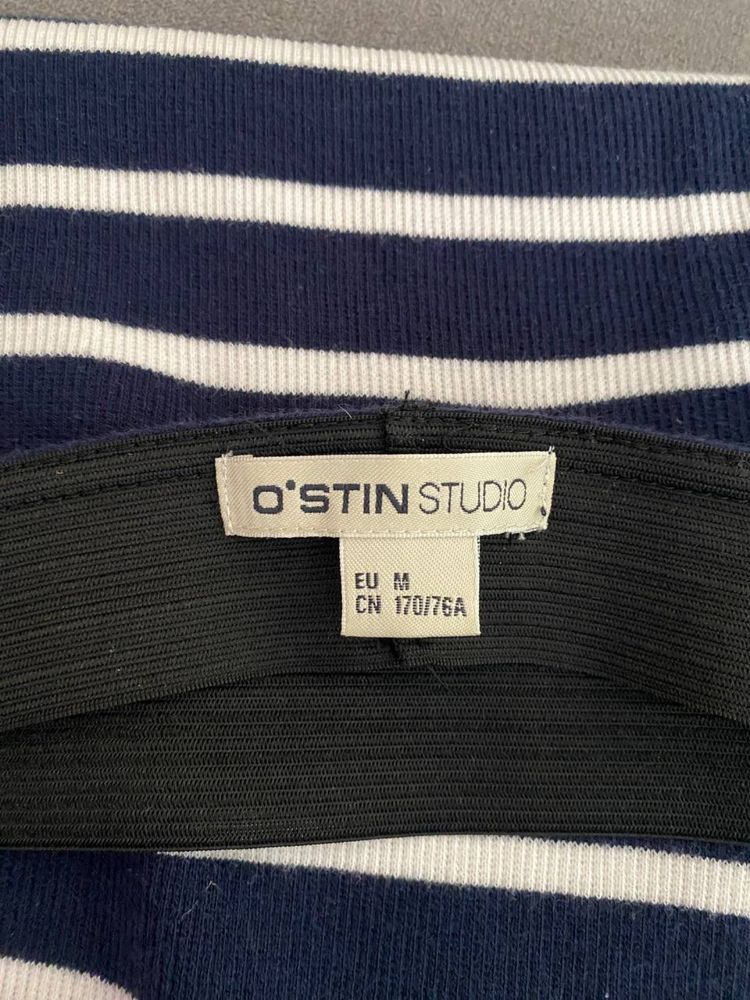 O'STIN STUDIO
EU M
CN 170/76A